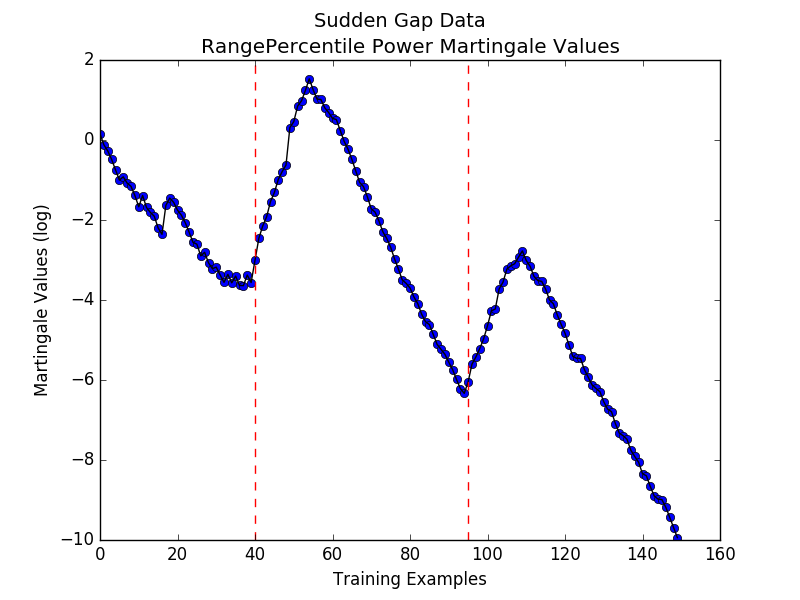 Sudden Gap Data
RangePercentile Power Martingale Values
2
0
−2
−4
−6
−8
−10
Martingale Values (log)
0 20 40 60 80 100 120 140 160
Training Examples